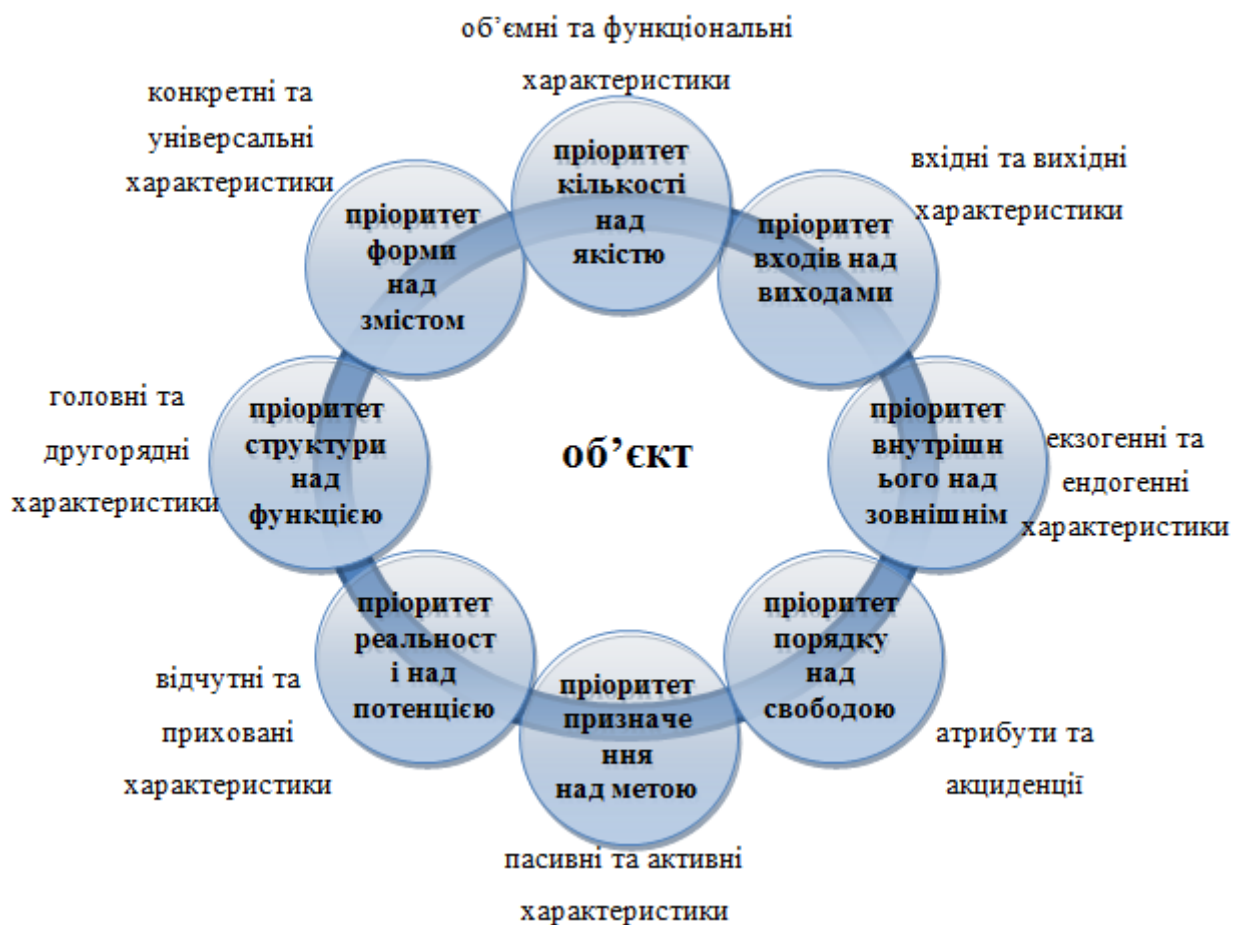 об’ємні та функціональні
характеристики
конкретні та
універсальні
характеристики
пріоритет
кількості
над
якістю
вхідні та вихідні
характеристики
пріоритет
форми
над
змістом
пріоритет
входів над
виходами
головні та
другорядні
характеристики
пріоритет
структури
над
функцією
об’єкт
пріоритет
внутрішн
ього над
зовнішнім
екзогенні та
ендогенні
характеристики
пріоритет
реальност
і над
потенцією
пріоритет
порядку
над
свободою
відчутні та
приховані
характеристики
пріоритет
призначе
ння
над метою
атрибути та
акциденції
пасивні та активні
характеристики